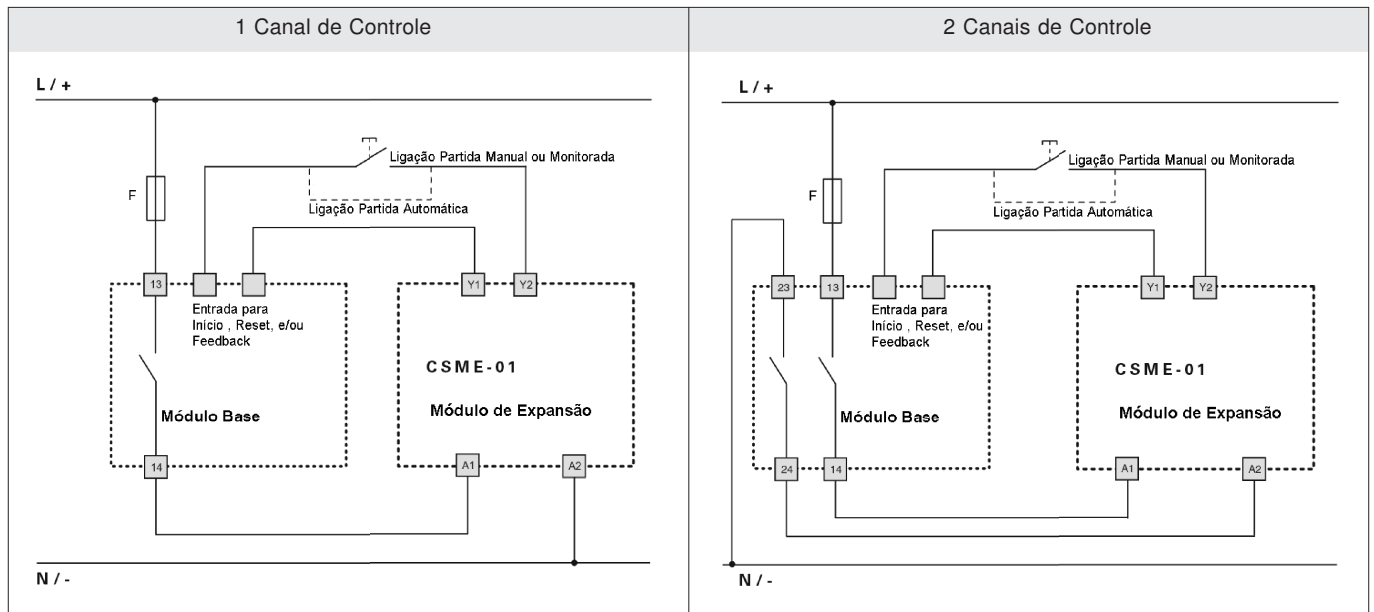 1 Canal de Controle
L / +
F
Ligação Partida Manual ou Monitorada
Ligação Partida Automática
13
Y1
Y2
Entrada para
Início , Reset, e/ou
Feedback
CSME-01
Módulo Base
Módulo de Expansão
14
A1
A2
N / -
2 Canais de Controle
L / +
F
Ligação Partida Manual ou Monitorada
Ligação Partida Automática
23
13
Y1
Y2
Entrada para
Início , Reset, e/ou
Feedback
CSME-01
Módulo Base
Módulo de Expansão
24
14
A1
A2
N / -